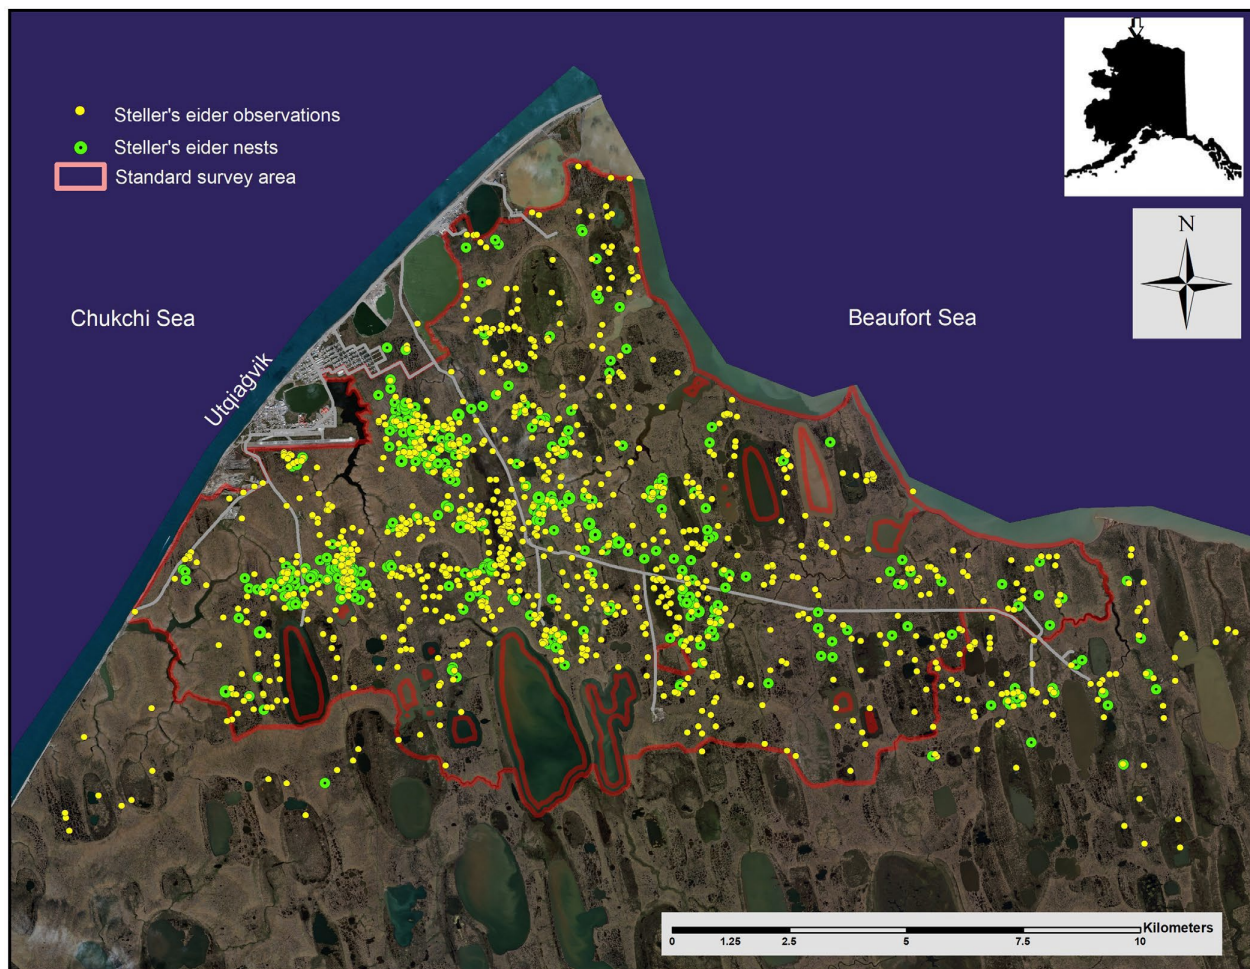 Steller's eider observations
Steller's eider nests
Standard survey area
N
Chukchi Sea
Beaufort Sea
Utqiaġvik
Kilometers
0 1.25 2.5 5 7.5 10